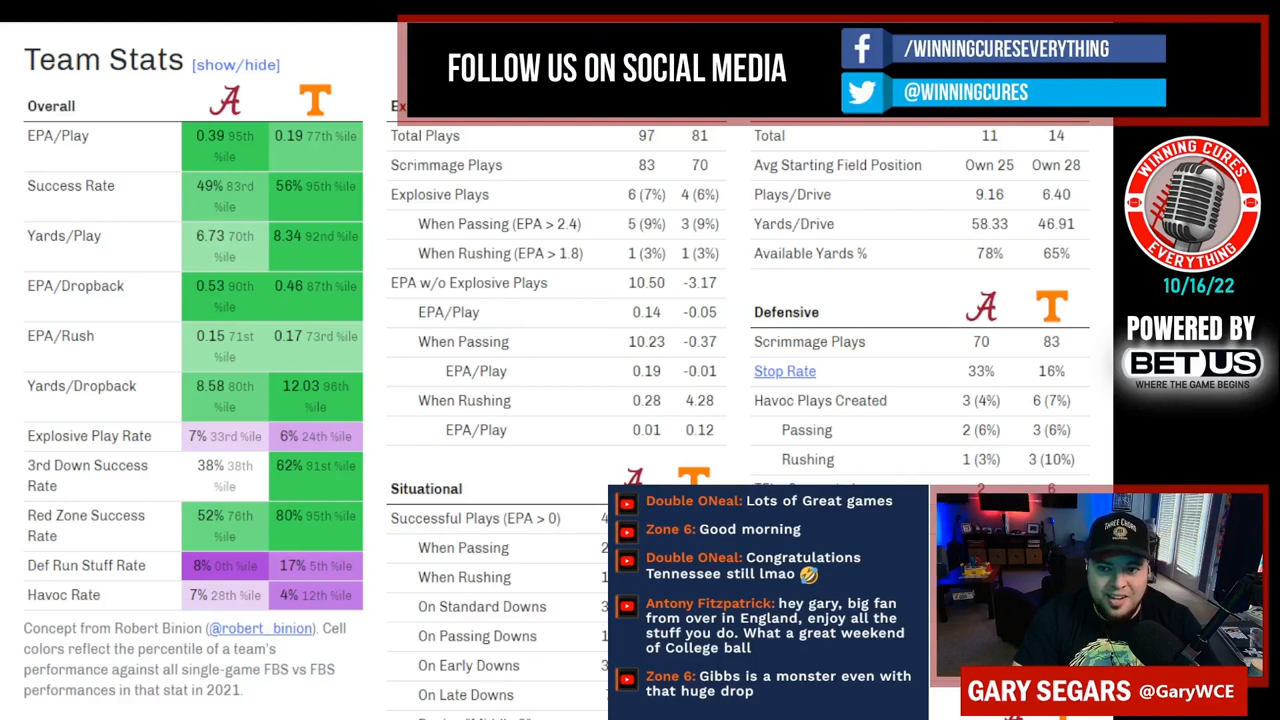 Team Stats [show/hide]
FOLLOW US ON SOCIAL MEDIA
/WINNINGCURESEVERYTHING
@WINNINGCURES
Overall
EPA/Play 0.39 95th %ile 0.19 77th %ile
Success Rate 49% 83rd %ile 56% 95th %ile
Yards/Play 6.73 70th %ile 8.34 92nd %ile
EPA/Dropback 0.53 90th %ile 0.46 87th %ile
EPA/Rush 0.15 71st %ile 0.17 73rd %ile
Yards/Dropback 8.58 80th %ile 12.03 96th %ile
Explosive Play Rate 7% 33rd %ile 6% 24th %ile
3rd Down Success Rate 38% 38th %ile 62% 91st %ile
Red Zone Success Rate 52% 76th %ile 80% 95th %ile
Def Run Stuff Rate 8% 0th %ile 17% 5th %ile
Havoc Rate 7% 28th %ile 4% 12th %ile
Concept from Robert Binion (@robert_binion). Cell
colors reflect the percentile of a team's
performance against all single-game FBS vs FBS
performances in that stat in 2021.
Total Plays 97 81
Scrimmage Plays 83 70
Explosive Plays 6 (7%) 4 (6%)
When Passing (EPA > 2.4) 5 (9%) 3 (9%)
When Rushing (EPA > 1.8) 1 (3%) 1 (3%)
EPA w/o Explosive Plays 10.50 -3.17
EPA/Play 0.14 -0.05
When Passing 10.23 -0.37
EPA/Play 0.19 -0.01
When Rushing 0.28 4.28
EPA/Play 0.01 0.12
Situational
Successful Plays (EPA > 0)
When Passing
When Rushing
On Standard Downs
On Passing Downs
On Early Downs
On Late Downs
Total 11 14
Avg Starting Field Position Own 25 Own 28
Plays/Drive 9.16 6.40
Yards/Drive 58.33 46.91
Available Yards % 78% 65%
Defensive
Scrimmage Plays 70 83
Stop Rate 33% 16%
Havoc Plays Created 3 (4%) 6 (7%)
Passing 2 (6%) 3 (6%)
Rushing 1 (3%) 3 (10%)
Double ONeal: Lots of Great games
Zone 6: Good morning
Double ONeal: Congratulations
Tennessee still lmao 🤣
Antony Fitzpatrick: hey gary, big fan
from over in England, enjoy all the
stuff you do. What a great weekend
of College ball
Zone 6: Gibbs is a monster even with
that huge drop
WINNING CURES
EVERYTHING
10/16/22
POWERED BY
BETUS
WHERE THE GAME BEGINS
THREE CHORD
GARY SEGARS @GaryWCE